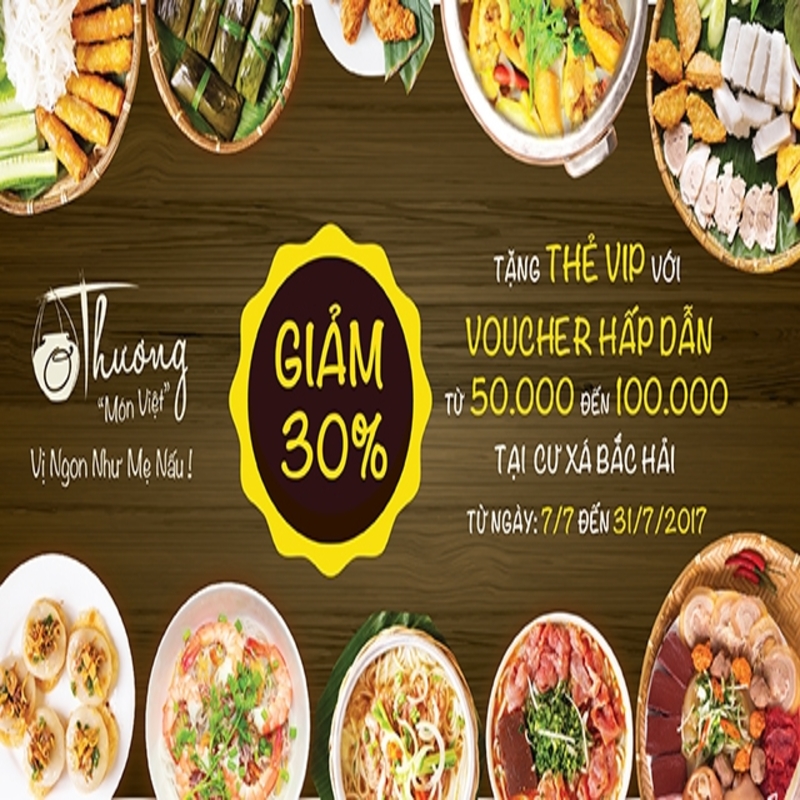 Thương
"Món Việt"
Vị Ngon Như Mẹ Nấu !
GIẢM
30%
TẶNG THẺ VIP VỚI
VOUCHER HẤP DẪN
TỪ 50.000 ĐẾN 100.000
TẠI CƯ XÁ BẮC HẢI
TỪ NGÀY: 7/7 ĐẾN 31/7/2017